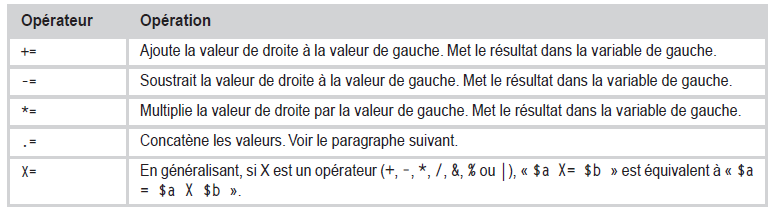 Opérateur Opération
+= Ajoute la valeur de droite à la valeur de gauche. Met le résultat dans la variable de gauche.
-= Soustrait la valeur de droite à la valeur de gauche. Met le résultat dans la variable de gauche.
*= Multiplie la valeur de droite par la valeur de gauche. Met le résultat dans la variable de gauche.
.= Concatène les valeurs. Voir le paragraphe suivant.
X= En généralisant, si X est un opérateur (+, -, *, /, &, % ou |), « $a X= $b » est équivalent à « $a
= $a X $b ».